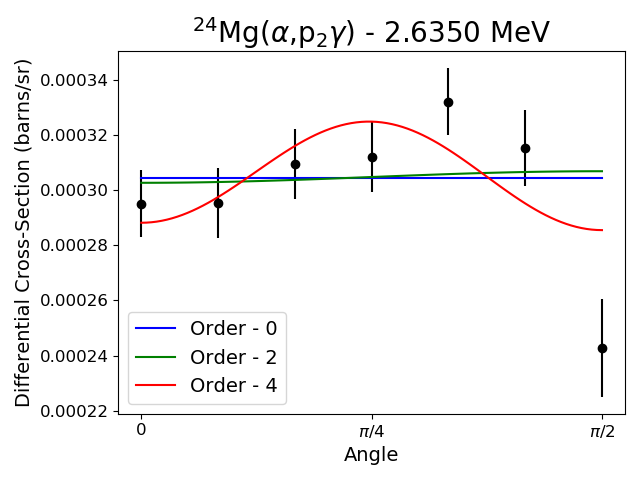 ²⁴Mg(α,p₂γ) - 2.6350 MeV
Differential Cross-Section (barns/sr)
0.00034
0.00032
0.00030
0.00028
0.00026
0.00024
0.00022
Order - 0
Order - 2
Order - 4
0 π/4 π/2
Angle